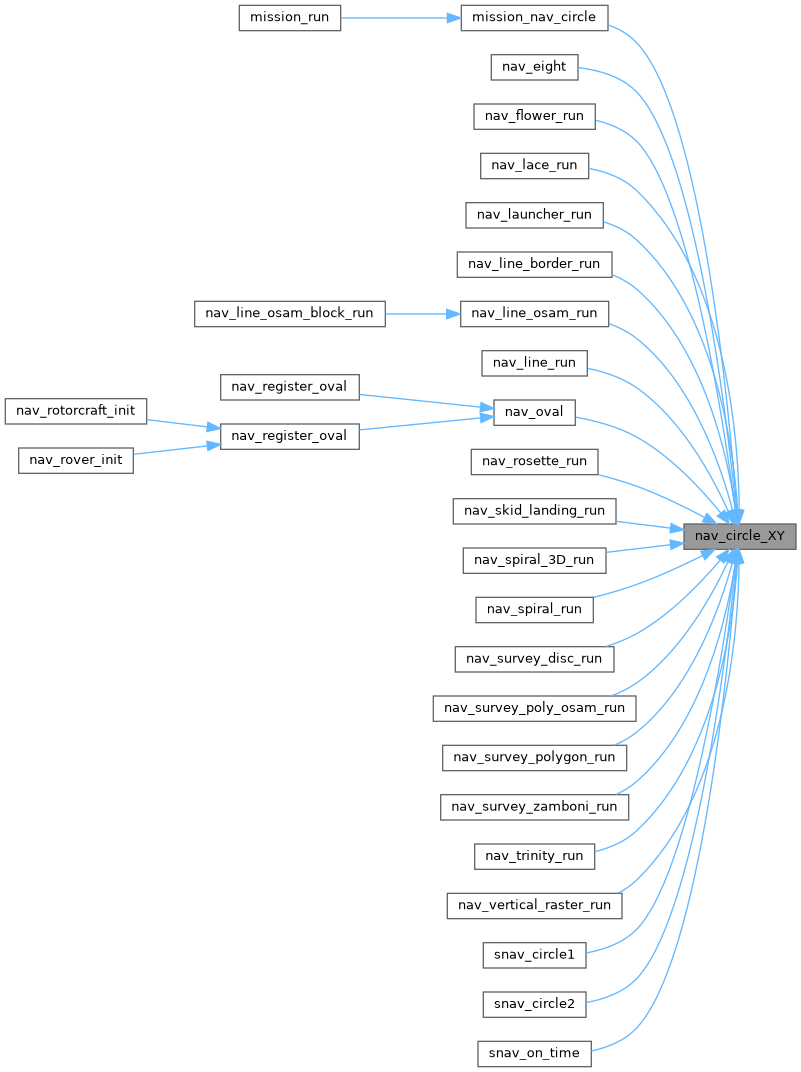 mission_run
mission_nav_circle
nav_eight
nav_flower_run
nav_lace_run
nav_launcher_run
nav_line_border_run
nav_line_osam_block_run
nav_line_osam_run
nav_line_run
nav_register_oval
nav_rotorcraft_init
nav_oval
nav_register_oval
nav_rover_init
nav_rosette_run
nav_skid_landing_run
nav_circle_XY
nav_spiral_3D_run
nav_spiral_run
nav_survey_disc_run
nav_survey_poly_osam_run
nav_survey_polygon_run
nav_survey_zamboni_run
nav_trinity_run
nav_vertical_raster_run
snav_circle1
snav_circle2
snav_on_time